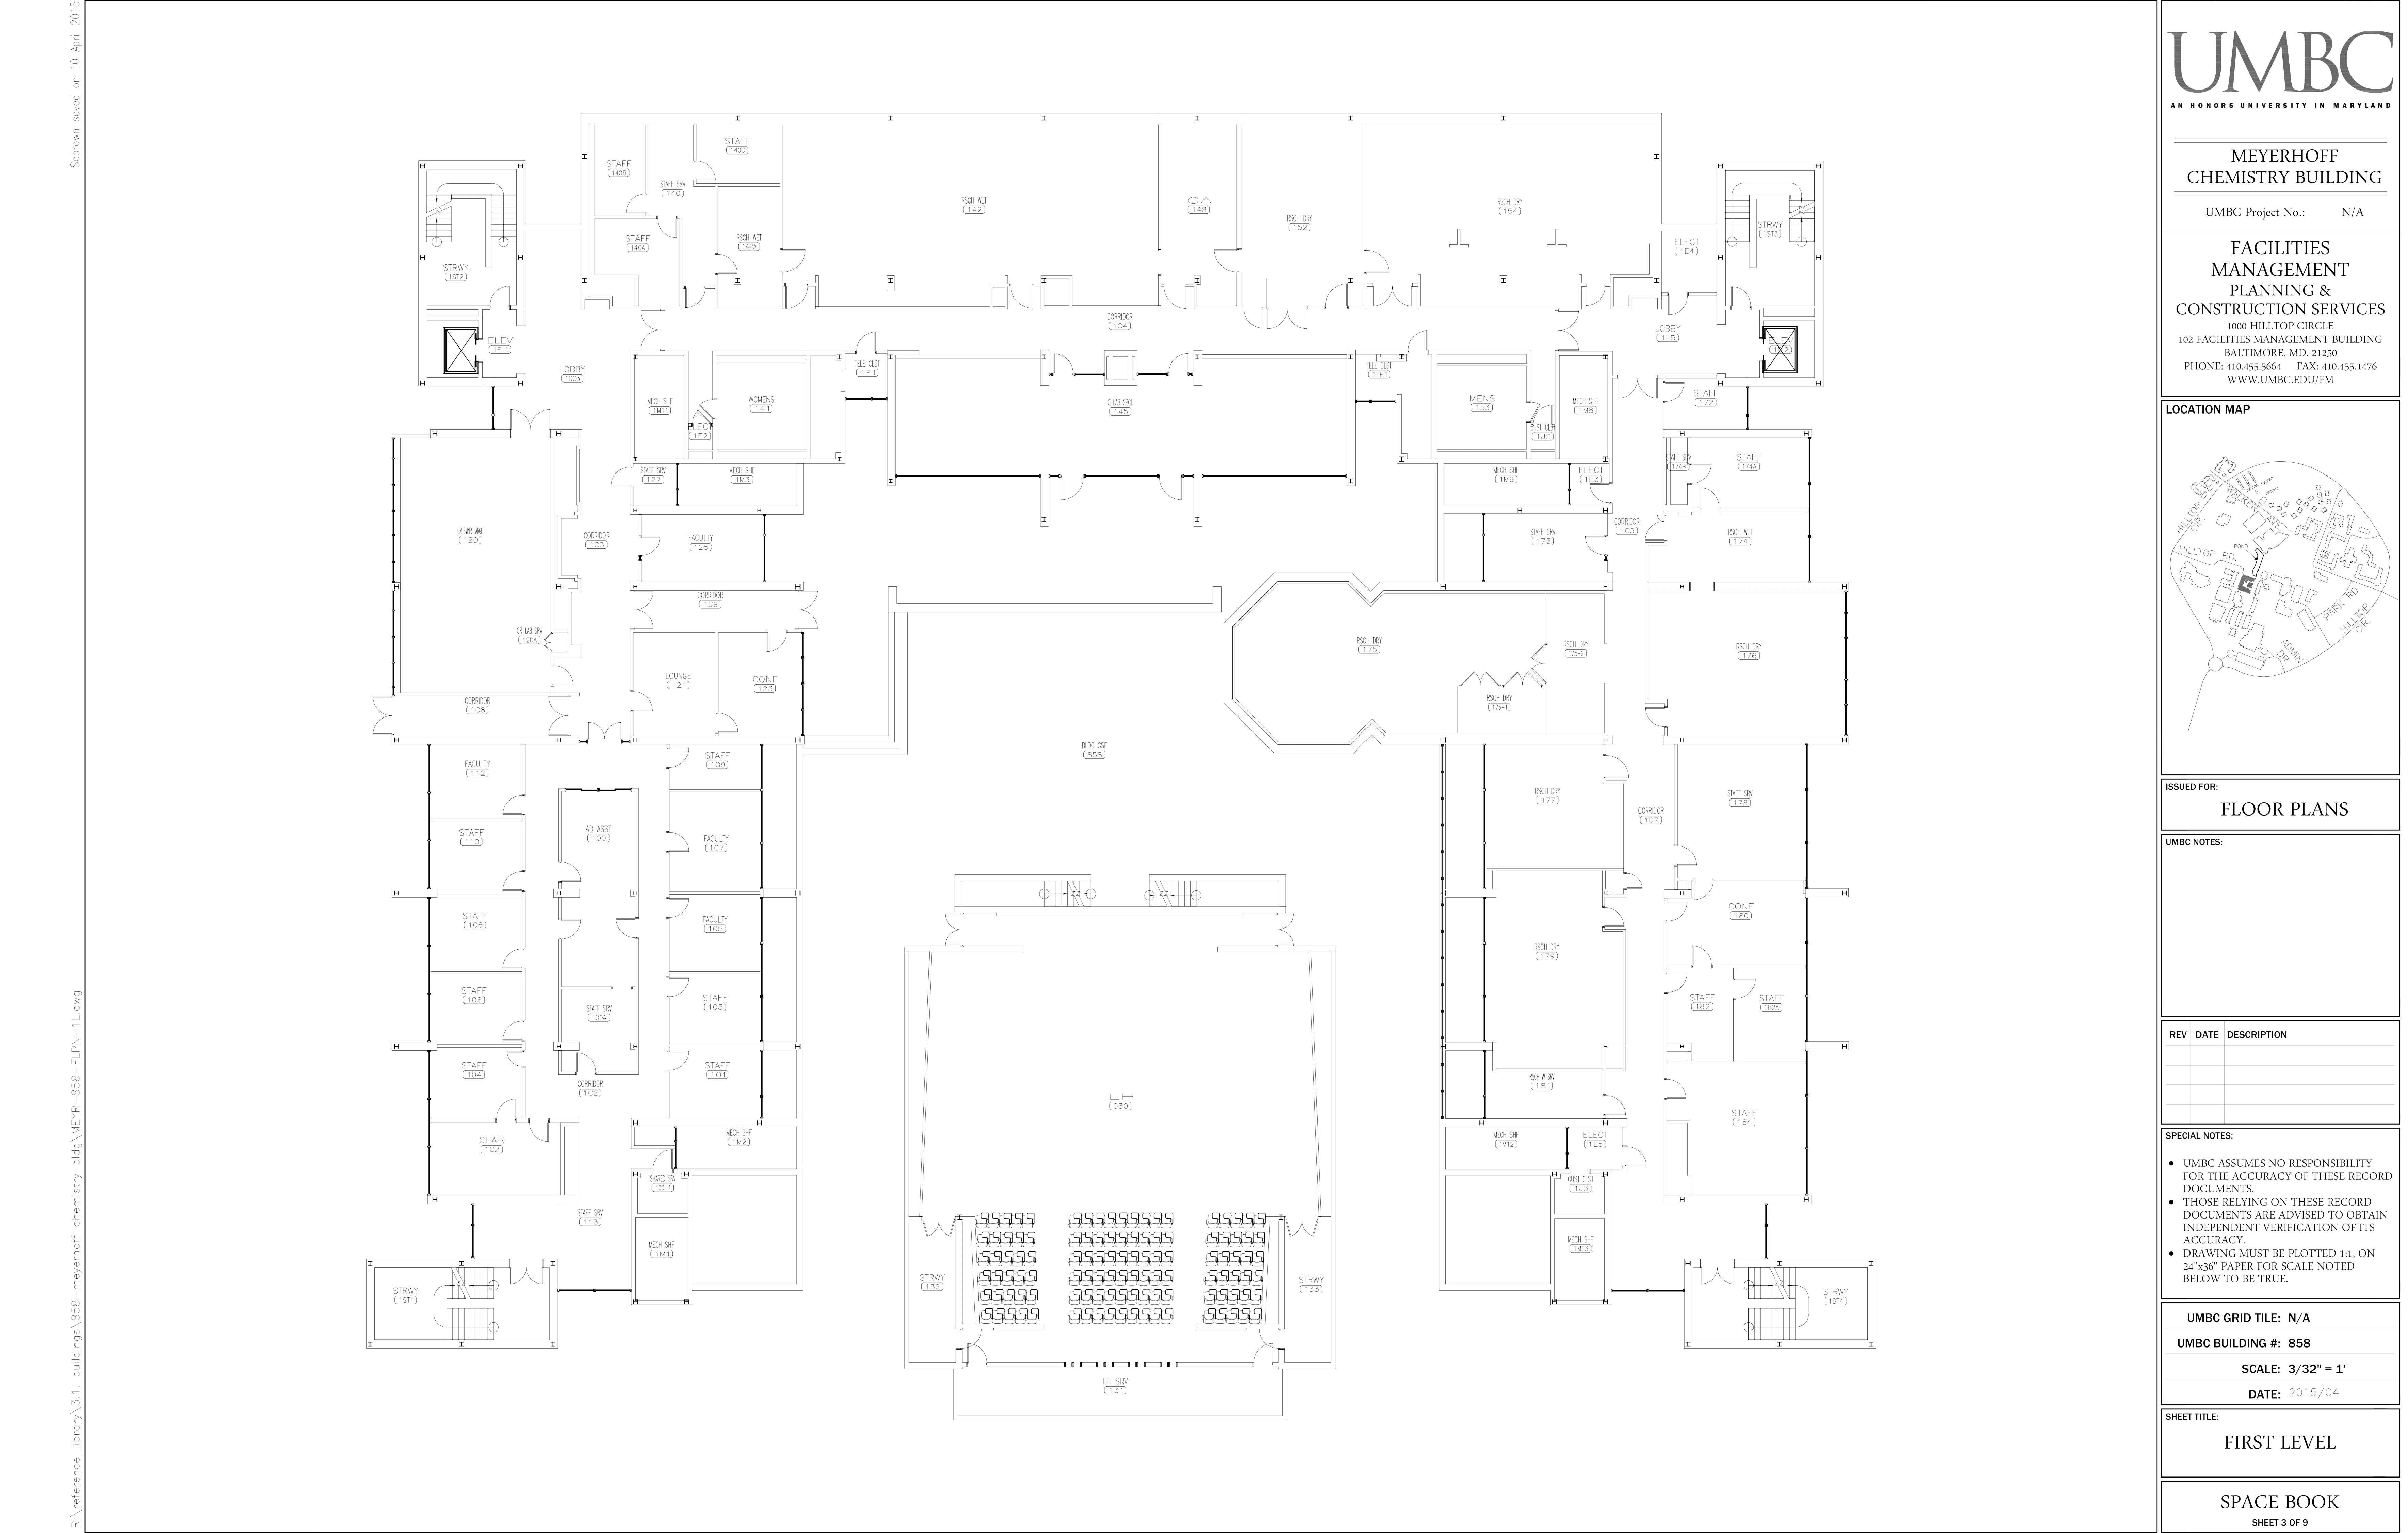 Sebrown saved on 10 April 2015
R:\reference_library\3.1. buildings\858-meyerhoff chemistry bldg\MEYR-858-FLPN-1L.dwg
STAFF
140B
STAFF SRV
140
STAFF
140C
STAFF
140A
RSCH WET
142A
RSCH WET
142
GA
148
RSCH DRY
152
RSCH DRY
154
ELECT
1E4
STRWY
1ST3
STRWY
1ST2
ELEV
1EL1
LOBBY
1CC3
CORRIDOR
1C4
LOBBY
1L5
MECH SHF
1M11
ELECT
1E2
WOMENS
141
TELE CLST
1E1
O LAB SPCL
145
TELE CLST
1TE1
MENS
153
CUST CLST
1J2
MECH SHF
1M8
STAFF
172
STAFF SRV
127
MECH SHF
1M3
MECH SHF
1M9
ELECT
1E3
STAFF SRV
174B
STAFF
174A
CR SMNR LARGE
120
CORRIDOR
1C3
FACULTY
125
STAFF SRV
173
CORRIDOR
1C5
RSCH WET
174
CORRIDOR
1C9
CR LAB SRV
120A
LOUNGE
121
CONF
123
RSCH DRY
175
RSCH DRY
175-2
RSCH DRY
175-1
RSCH DRY
176
CORRIDOR
1C8
BLDG GSF
858
FACULTY
112
STAFF
109
STAFF
110
AD ASST
100
FACULTY
107
RSCH DRY
177
CORRIDOR
1C7
STAFF SRV
178
STAFF
108
FACULTY
105
CONF
180
RSCH DRY
179
STAFF
106
STAFF SRV
100A
STAFF
103
STAFF
182
STAFF
182A
STAFF
104
CORRIDOR
1C2
STAFF
101
LH
030
RSCH W SRV
181
STAFF
184
CHAIR
102
MECH SHF
1M2
SHARED SRV
100-1
MECH SHF
1M12
ELECT
1E5
CUST CLST
1J3
STAFF SRV
113
MECH SHF
1M1
MECH SHF
1M13
STRWY
1ST1
STRWY
132
STRWY
133
STRWY
1ST4
LH SRV
131
UMBC
AN HONORS UNIVERSITY IN MARYLAND
MEYERHOFF
CHEMISTRY BUILDING
UMBC Project No.: N/A
FACILITIES
MANAGEMENT
PLANNING &
CONSTRUCTION SERVICES
1000 HILLTOP CIRCLE
102 FACILITIES MANAGEMENT BUILDING
BALTIMORE, MD. 21250
PHONE: 410.455.5664 FAX: 410.455.1476
WWW.UMBC.EDU/FM
LOCATION MAP
HILLTOP
CIR.
WALKER AVE.
POND
HILLTOP RD.
PARK RD.
HILLTOP
CIR.
ADMIN
DR.
ISSUED FOR:
FLOOR PLANS
UMBC NOTES:
REV DATE DESCRIPTION
SPECIAL NOTES:
● UMBC ASSUMES NO RESPONSIBILITY
FOR THE ACCURACY OF THESE RECORD
DOCUMENTS.
● THOSE RELYING ON THESE RECORD
DOCUMENTS ARE ADVISED TO OBTAIN
INDEPENDENT VERIFICATION OF ITS
ACCURACY.
● DRAWING MUST BE PLOTTED 1:1, ON
24"x36" PAPER FOR SCALE NOTED
BELOW TO BE TRUE.
UMBC GRID TILE: N/A
UMBC BUILDING #: 858
SCALE: 3/32" = 1'
DATE: 2015/04
SHEET TITLE:
FIRST LEVEL
SPACE BOOK
SHEET 3 OF 9